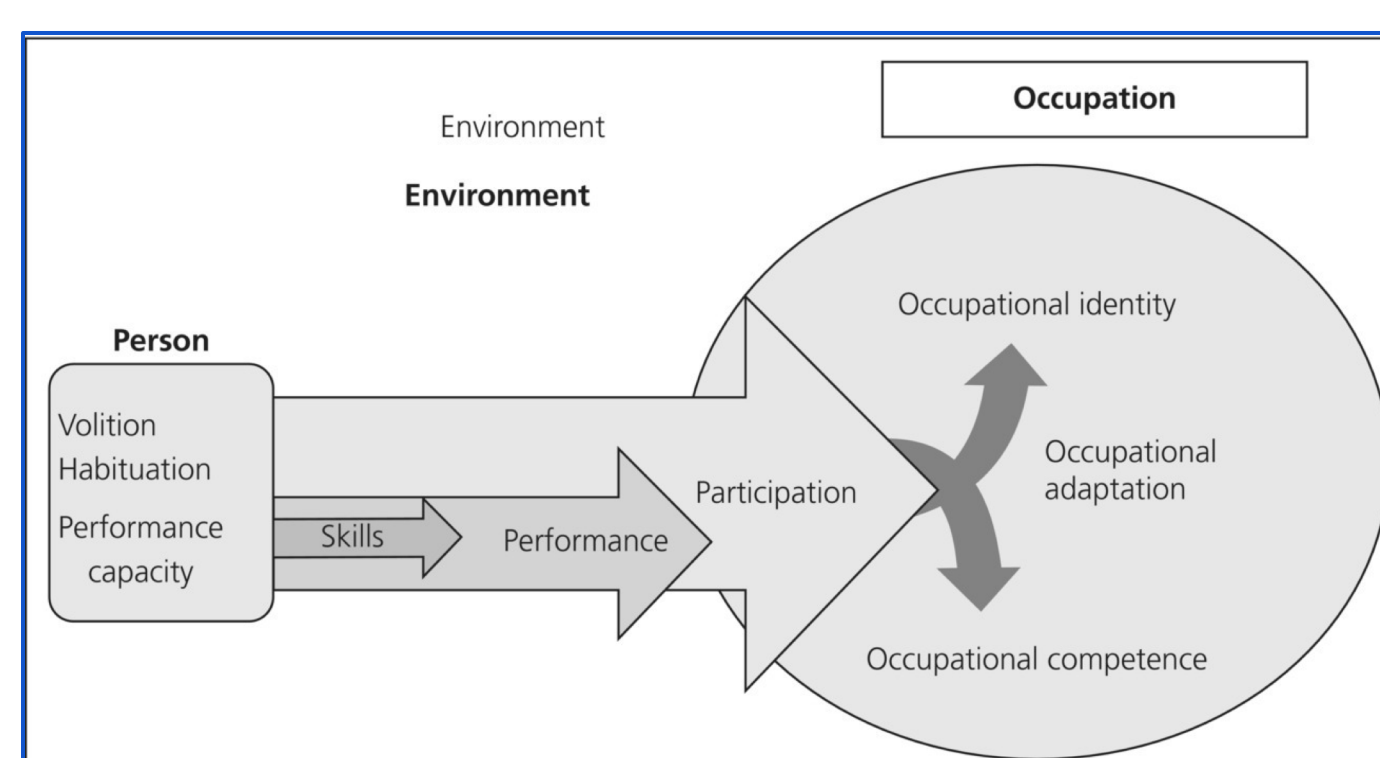 Occupation
Environment
Environment
Occupational identity
Person
Volition
Habituation
Performance
capacity
Skills
Performance
Participation
Occupational
adaptation
Occupational competence